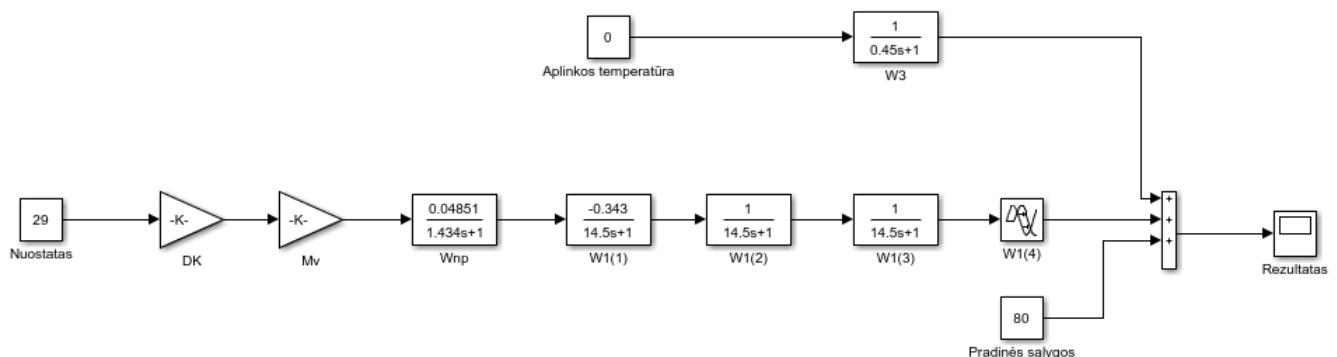 0
Aplinkos temperatūra
1
0.45s+1
W3
29
Nuostatas
-K-
DK
-K-
Mv
0.04851
1.434s+1
Wnp
-0.343
14.5s+1
W1(1)
1
14.5s+1
W1(2)
1
14.5s+1
W1(3)
W1(4)
80
Pradinės salygos
+
+
+
Rezultatas